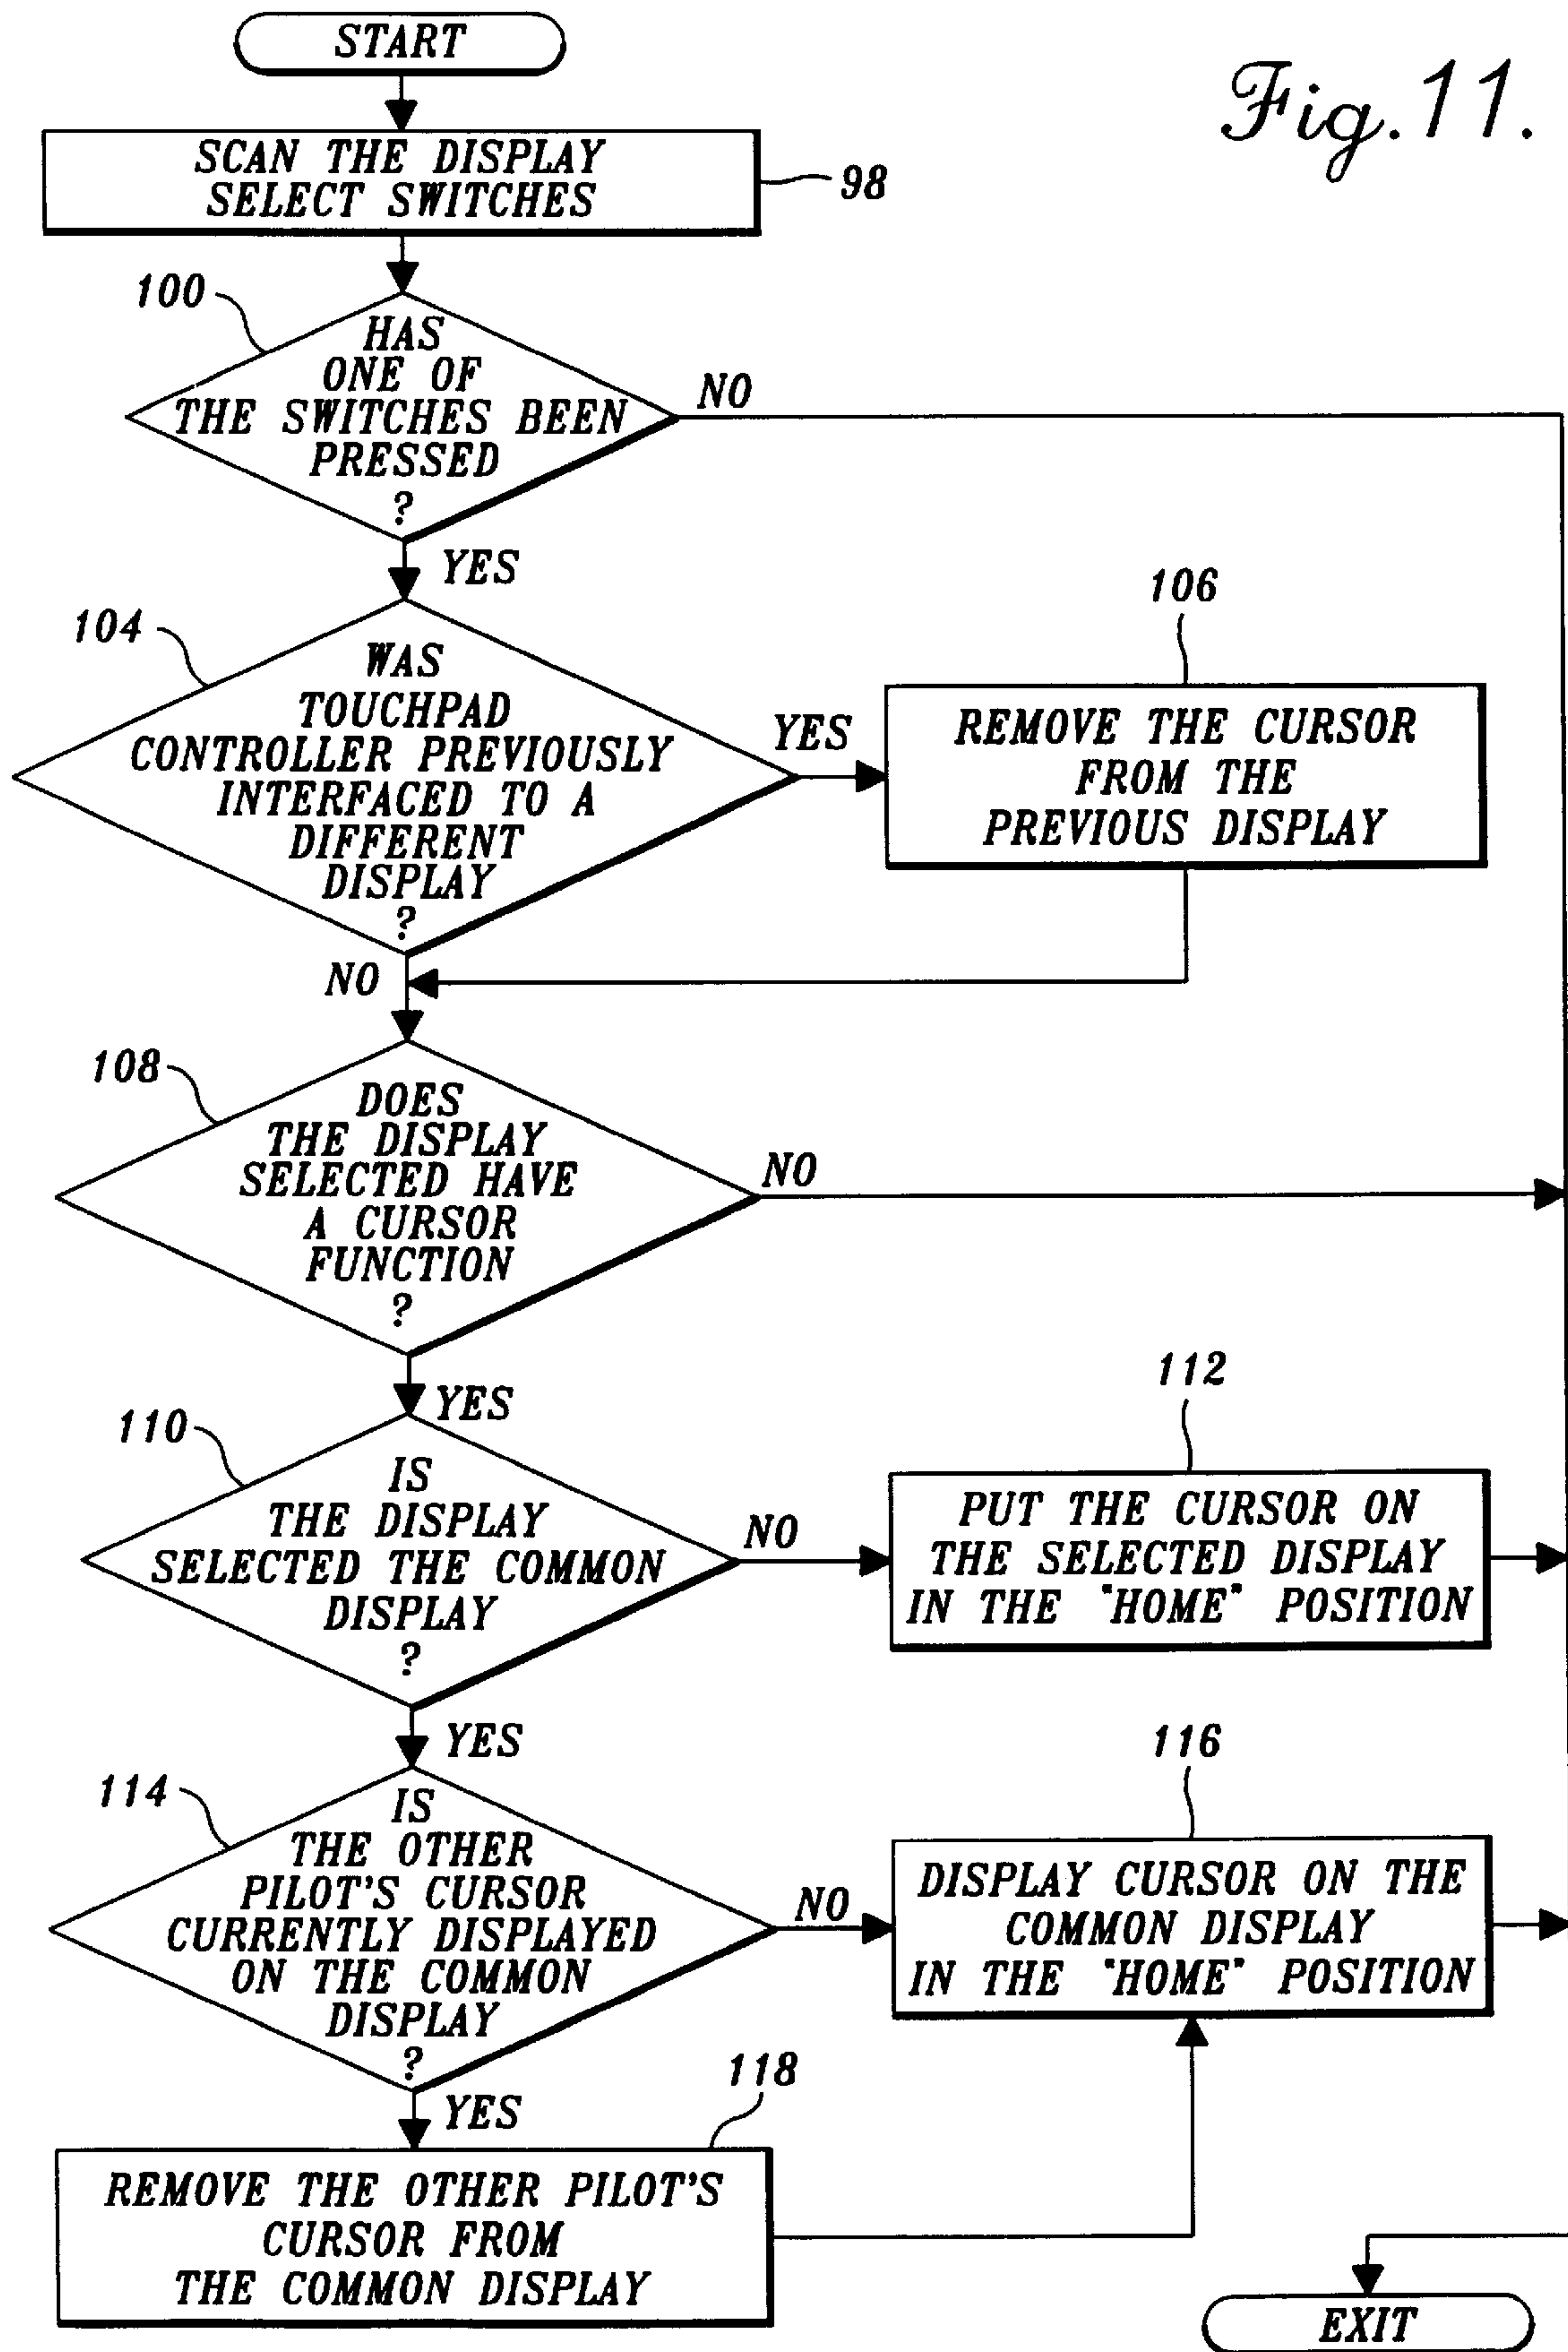 START
Fig. 11.
SCAN THE DISPLAY
SELECT SWITCHES
98
100
HAS
ONE OF
THE SWITCHES BEEN
PRESSED
?
NO
YES
104
WAS
TOUCHPAD
CONTROLLER PREVIOUSLY
INTERFACED TO A
DIFFERENT
DISPLAY
?
YES
106
REMOVE THE CURSOR
FROM THE
PREVIOUS DISPLAY
NO
108
DOES
THE DISPLAY
SELECTED HAVE
A CURSOR
FUNCTION
?
NO
YES
110
IS
THE DISPLAY
SELECTED THE COMMON
DISPLAY
?
NO
112
PUT THE CURSOR ON
THE SELECTED DISPLAY
IN THE "HOME" POSITION
YES
114
IS
THE OTHER
PILOT'S CURSOR
CURRENTLY DISPLAYED
ON THE COMMON
DISPLAY
?
NO
116
DISPLAY CURSOR ON THE
COMMON DISPLAY
IN THE "HOME" POSITION
YES
118
REMOVE THE OTHER PILOT'S
CURSOR FROM
THE COMMON DISPLAY
EXIT